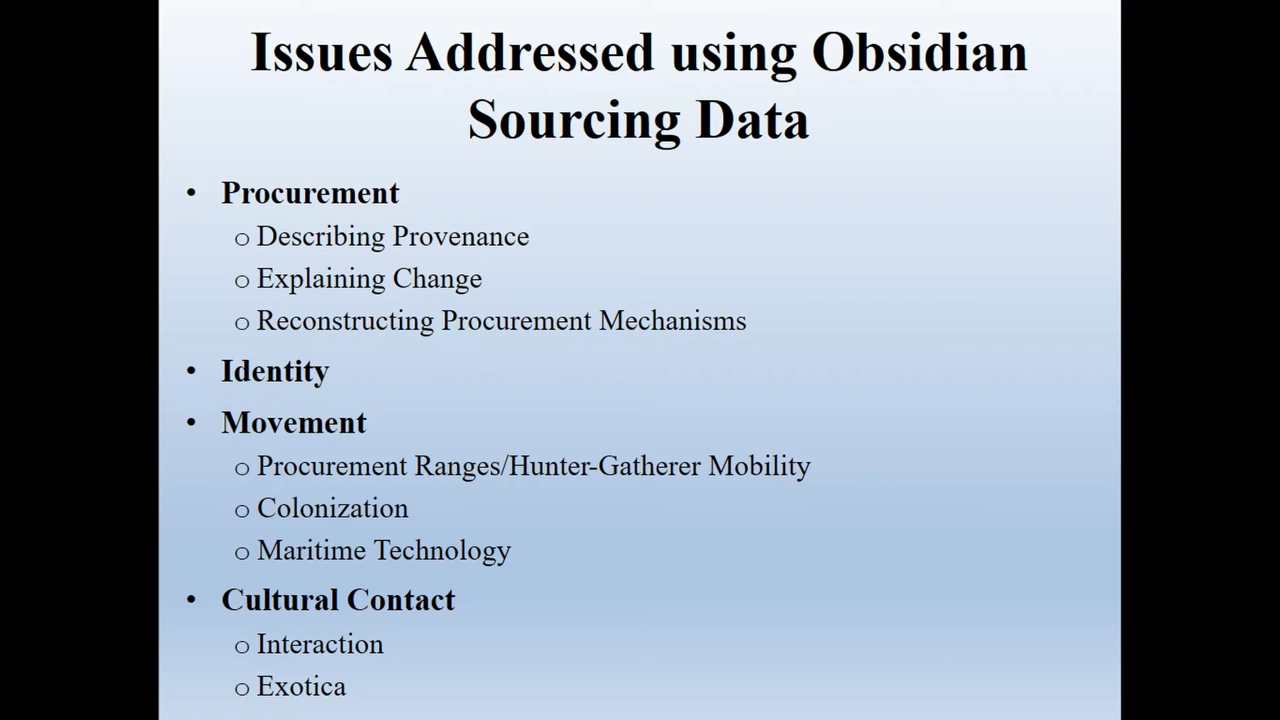 Issues Addressed using Obsidian
Sourcing Data
• Procurement
o Describing Provenance
o Explaining Change
o Reconstructing Procurement Mechanisms
• Identity
• Movement
o Procurement Ranges/Hunter-Gatherer Mobility
o Colonization
o Maritime Technology
• Cultural Contact
o Interaction
o Exotica